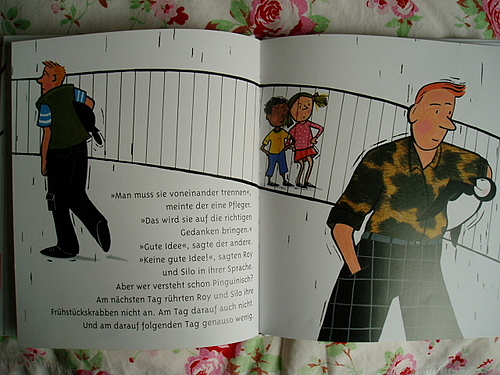 »Man muss sie voneinander trennen«,
meinte der eine Pfleger.
»Das wird sie auf die richtigen
Gedanken bringen.«
»Gute Idee«, sagte der andere.
»Keine gute Idee!«, sagten Roy
und Silo in ihrer Sprache.
Aber wer versteht schon Pinguinisch?
Am nächsten Tag rührten Roy und Silo ihre
Frühstückskrabben nicht an. Am Tag darauf auch nicht.
Und am darauf folgenden Tag genauso wenig.